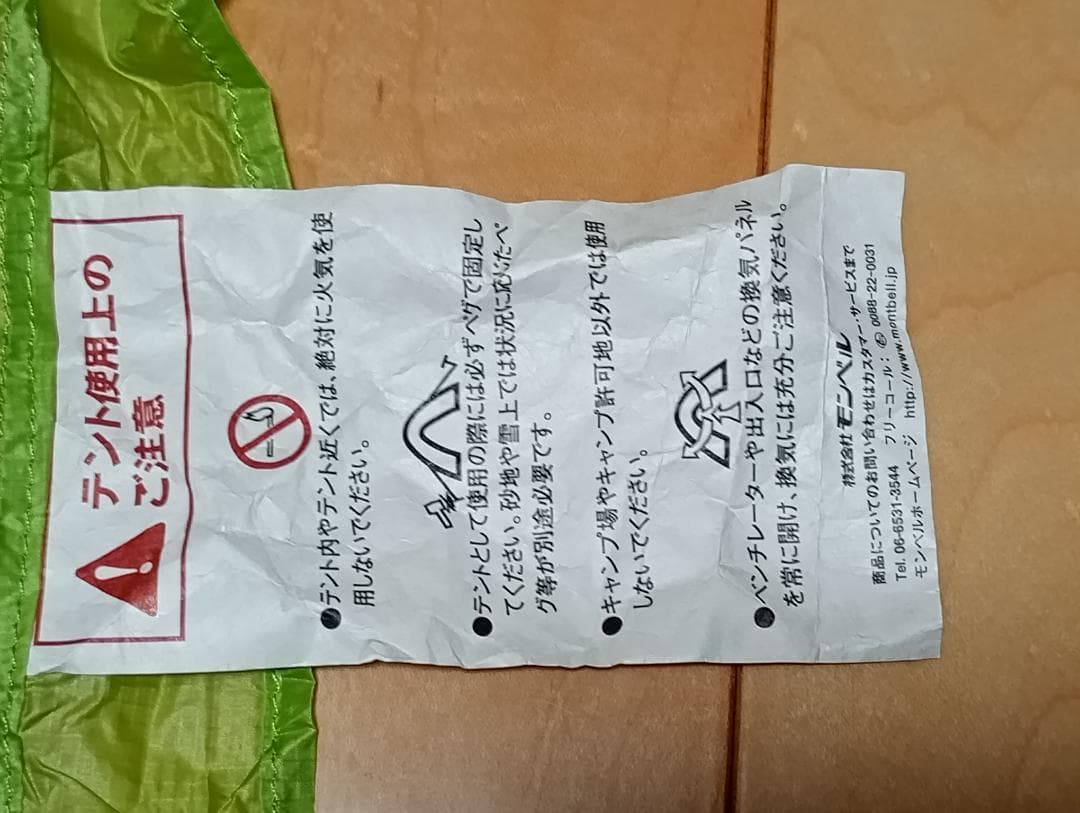 テント使用上の
ご注意
●テント内やテント近くでは、絶対に火気を使
用しないでください。
●テントとして使用の際には必ずペグで固定し
てください。砂地や雪上では状況に応じたペ
グ等が別途必要です。
●キャンプ場やキャンプ許可地以外では使用
しないでください。
●ベンチレーターや出入口などの換気パネル
を常に開け、換気には充分ご注意ください。
株式会社 モンベル
商品についてのお問い合わせはカスタマー・サービスまで
Tel. 06-6531-3544 フリーコール: 0088-22-0031
モンベルホームページ http://www.montbell.jp